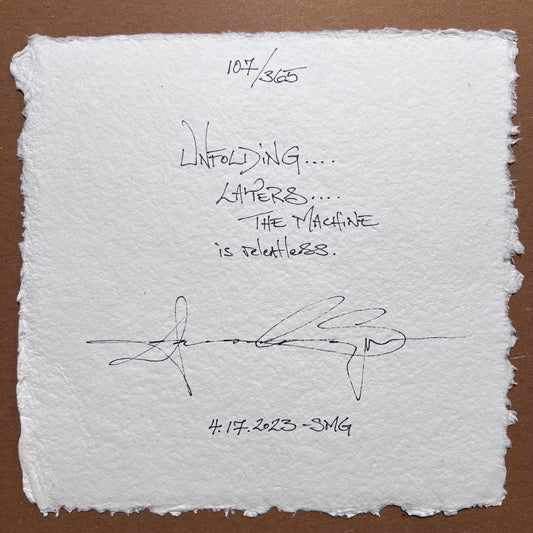 107/365
UNFOLDING....
LAYERS....
THE MACHINE
is relentless.
4.17.2023 -SMG